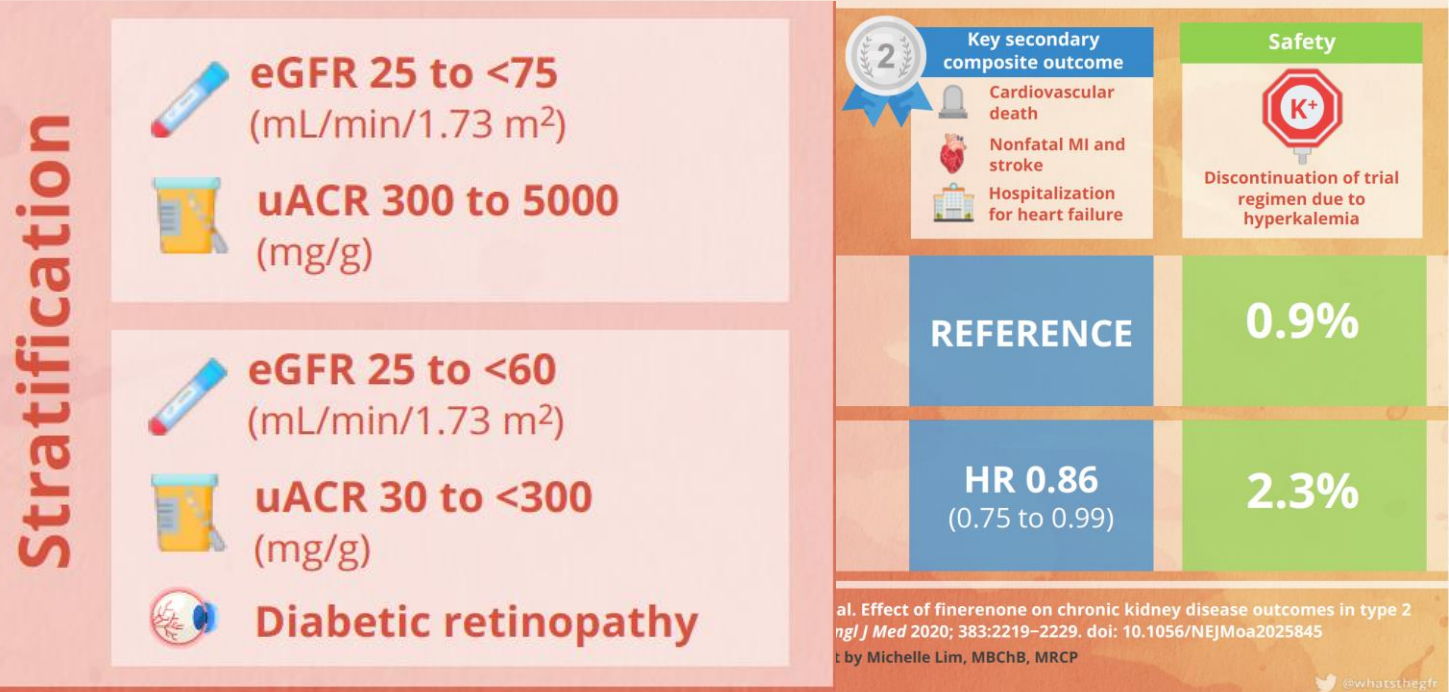 Stratification
eGFR 25 to <75
(mL/min/1.73 m²)
uACR 300 to 5000
(mg/g)
eGFR 25 to <60
(mL/min/1.73 m²)
uACR 30 to <300
(mg/g)
Diabetic retinopathy
2
Key secondary
composite outcome
Cardiovascular
death
Nonfatal MI and
stroke
Hospitalization
for heart failure
Safety
K+
Discontinuation of trial
regimen due to
hyperkalemia
REFERENCE
0.9%
HR 0.86
(0.75 to 0.99)
2.3%
al. Effect of finerenone on chronic kidney disease outcomes in type 2
ngl J Med 2020; 383:2219–2229. doi: 10.1056/NEJMoa2025845
t by Michelle Lim, MBChB, MRCP
@whatsthegfr